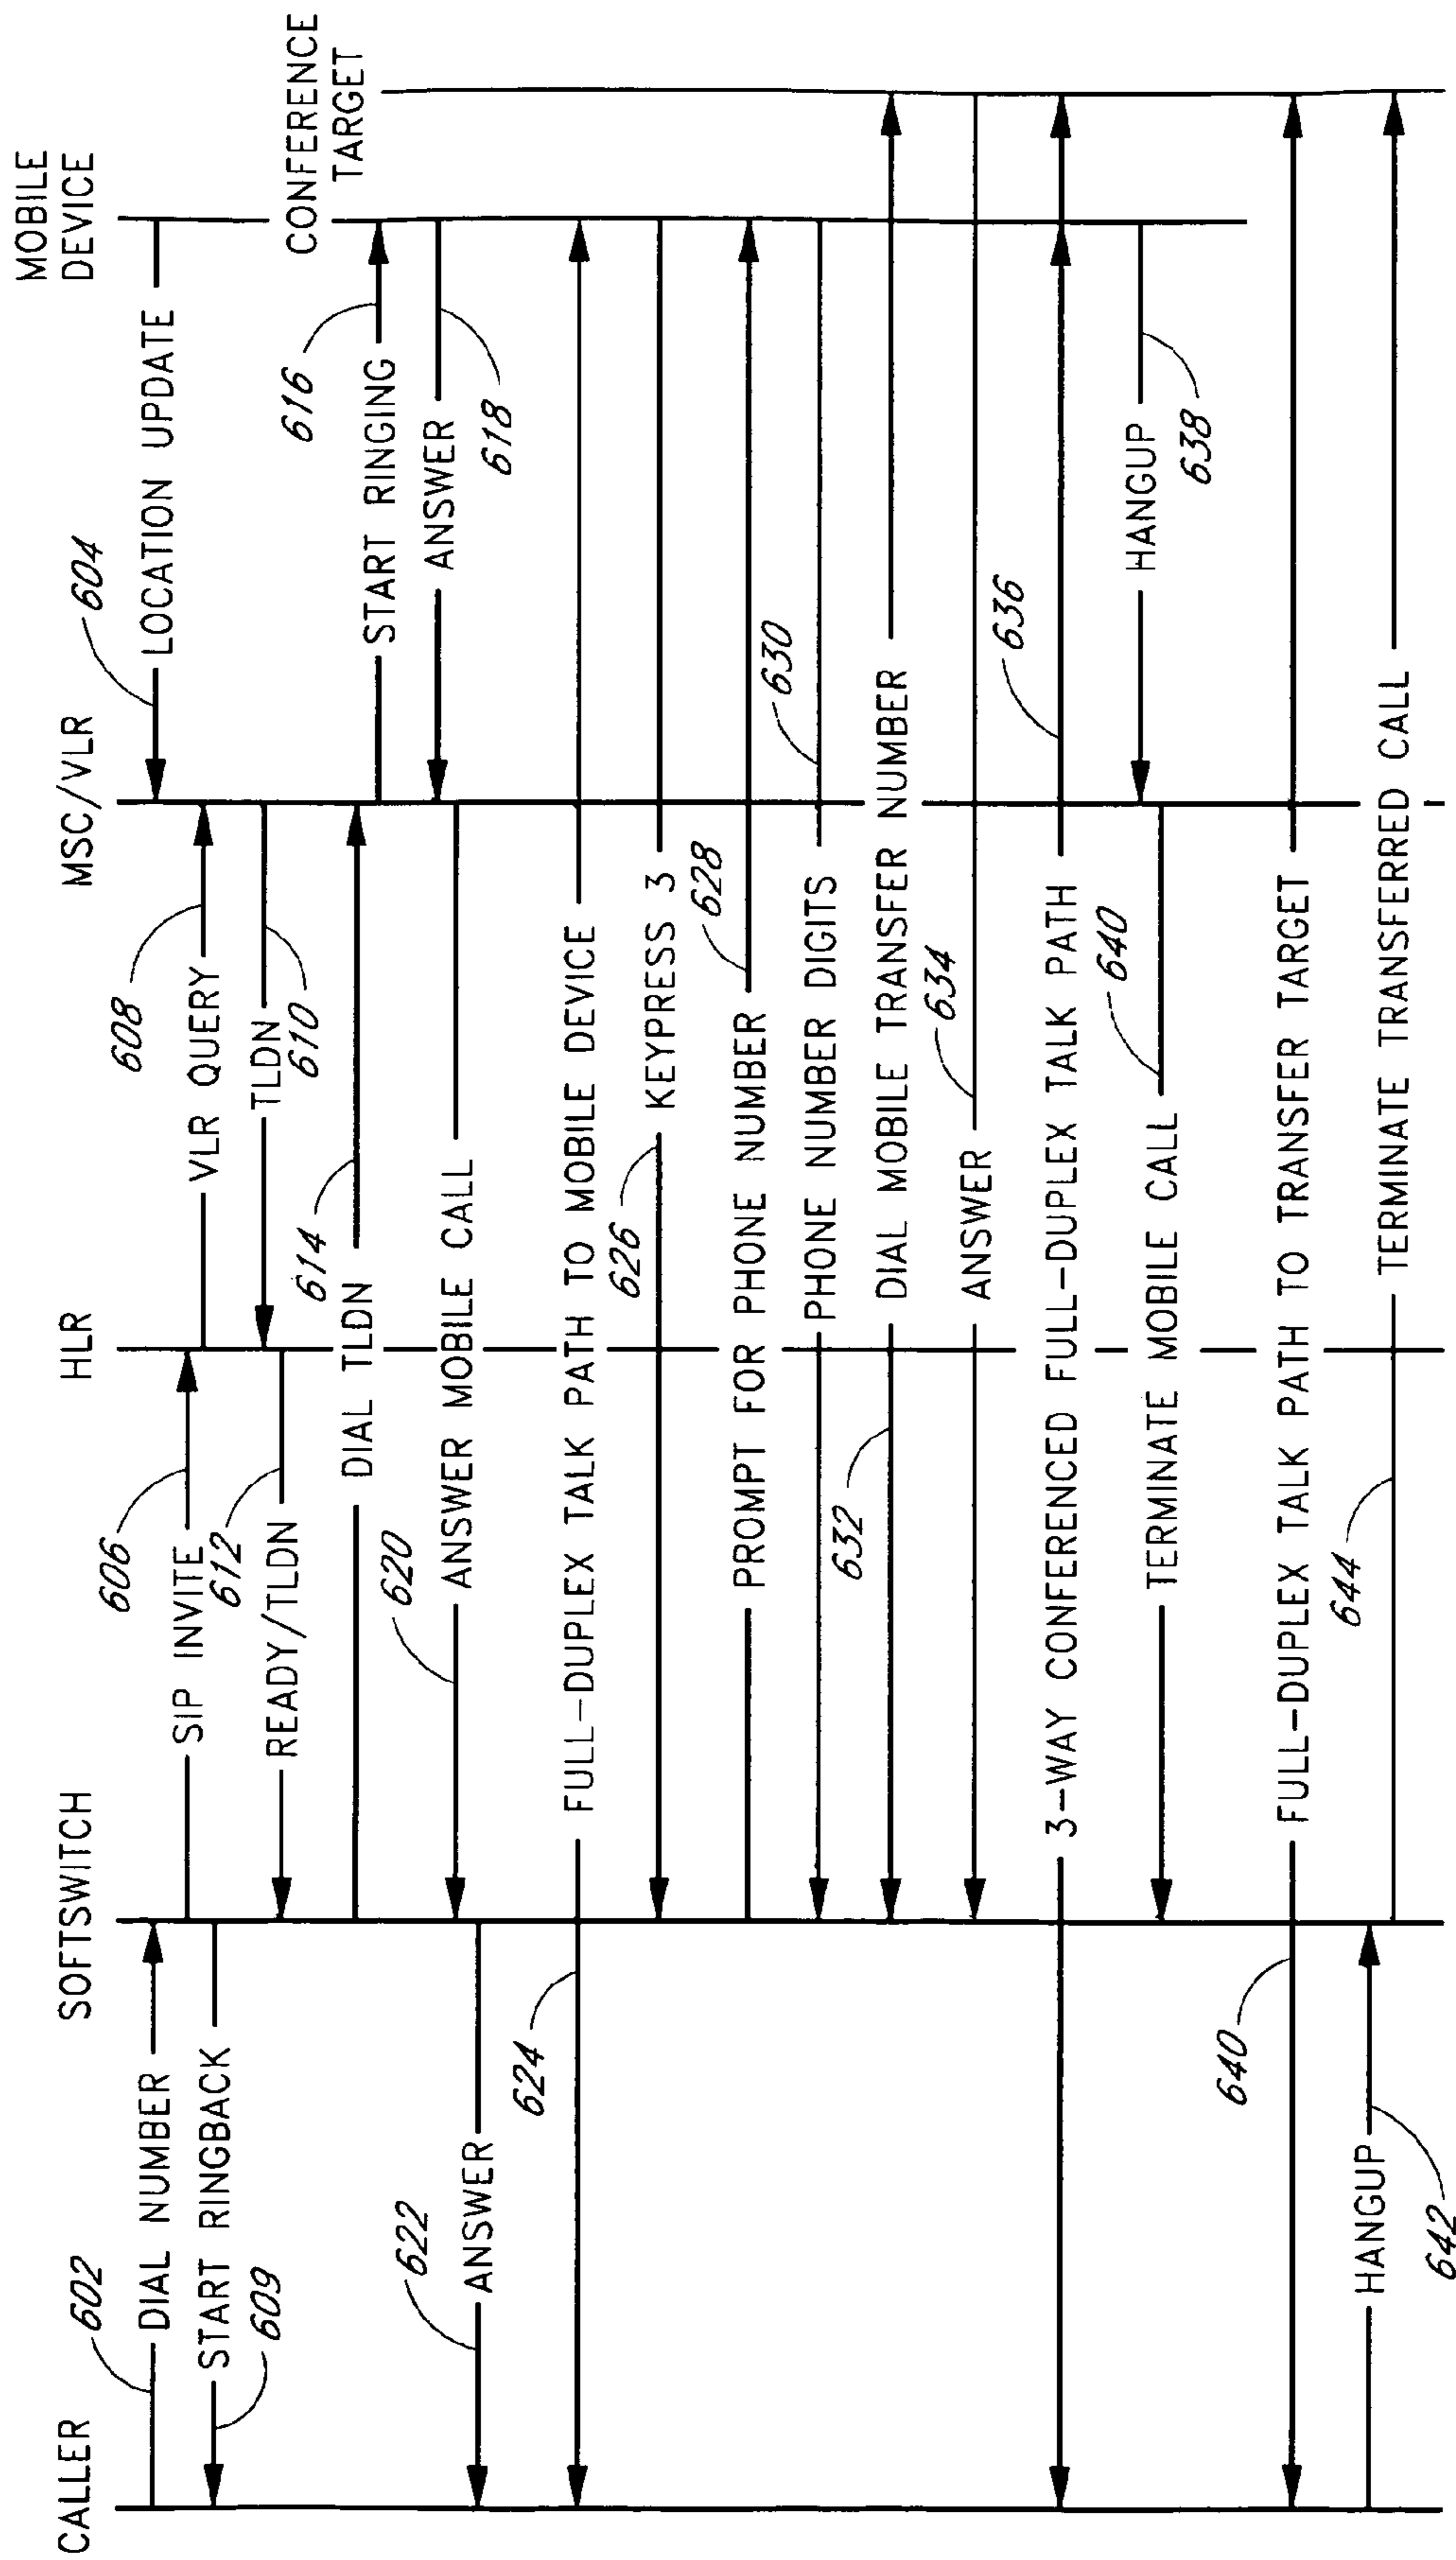 CALLER
SOFTSWITCH
HLR
MSC/VLR
MOBILE
DEVICE
CONFERENCE
TARGET
602
DIAL NUMBER
604
LOCATION UPDATE
606
SIP INVITE
608
VLR QUERY
START RINGBACK
609
TLDN
610
612
READY/TLDN
614
DIAL TLDN
616
START RINGING
ANSWER
618
620
ANSWER MOBILE CALL
622
ANSWER
624
FULL-DUPLEX TALK PATH TO MOBILE DEVICE
626
KEYPRESS 3
628
PROMPT FOR PHONE NUMBER
630
PHONE NUMBER DIGITS
632
DIAL MOBILE TRANSFER NUMBER
634
ANSWER
636
3-WAY CONFERENCED FULL-DUPLEX TALK PATH
HANGUP
638
640
TERMINATE MOBILE CALL
640
FULL-DUPLEX TALK PATH TO TRANSFER TARGET
HANGUP
642
644
TERMINATE TRANSFERRED CALL